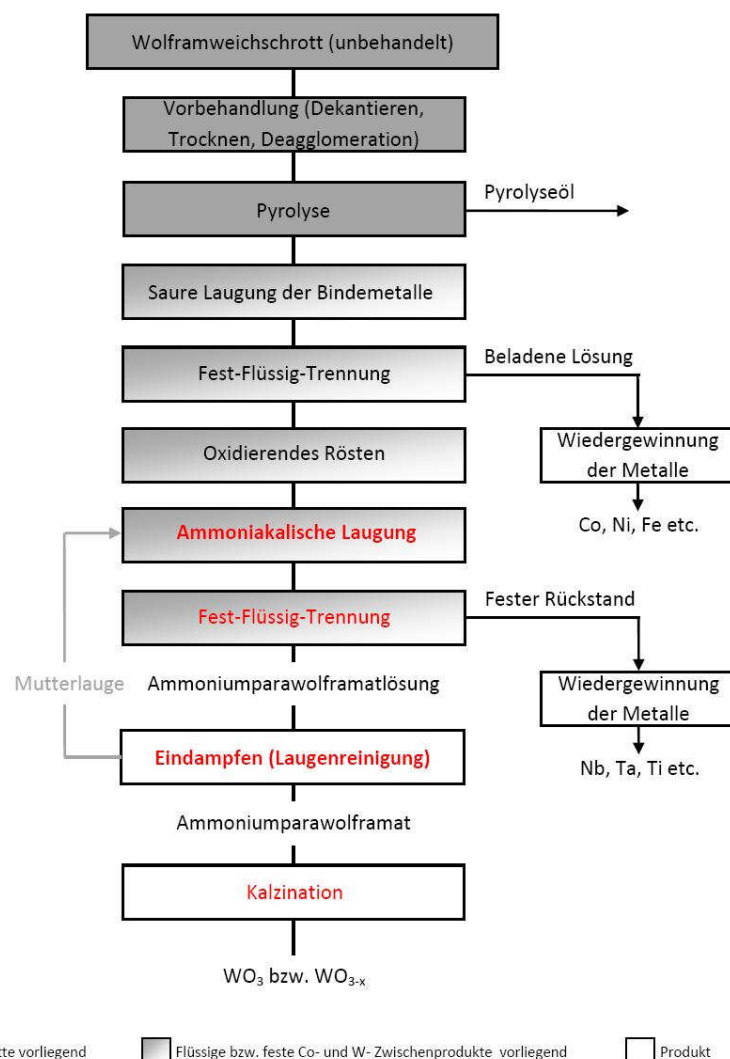 Wolframweichschrott (unbehandelt)
Vorbehandlung (Dekantieren,
Trocknen, Deagglomeration)
Pyrolyse
Pyrolyseöl
Saure Laugung der Bindemetalle
Fest-Flüssig-Trennung
Beladene Lösung
Wiedergewinnung
der Metalle
Co, Ni, Fe etc.
Oxidierendes Rösten
Ammoniakalische Laugung
Fest-Flüssig-Trennung
Fester Rückstand
Wiedergewinnung
der Metalle
Nb, Ta, Ti etc.
Mutterlauge
Ammoniumparawolframatlösung
Eindampfen (Laugenreinigung)
Ammoniumparawolframat
Kalzination
WO₃ bzw. WO₃₋ₓ
vorliegend
Flüssige bzw. feste Co- und W- Zwischenprodukte vorliegend
Produkt